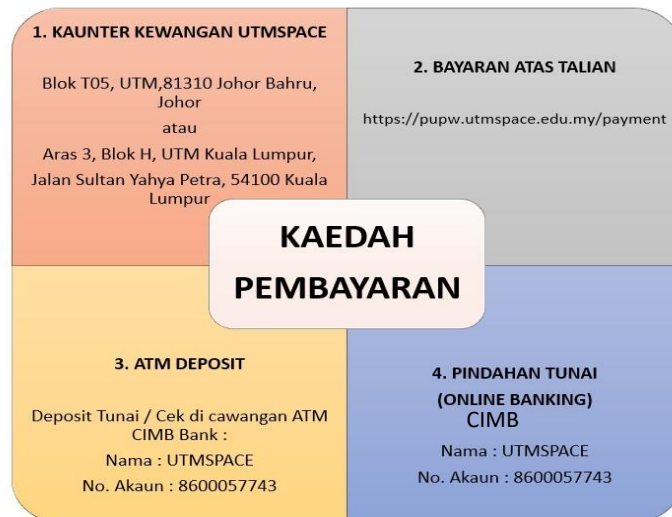 1. KAUNTER KEWANGAN UTMSPACE
Blok T05, UTM,81310 Johor Bahru,
Johor
atau
Aras 3, Blok H, UTM Kuala Lumpur,
Jalan Sultan Yahya Petra, 54100 Kuala
Lumpur
2. BAYARAN ATAS TALIAN
https://pupw.utmspace.edu.my/payment
KAEDAH
PEMBAYARAN
3. ATM DEPOSIT
Deposit Tunai / Cek di cawangan ATM
CIMB Bank :
Nama : UTMSPACE
No. Akaun : 8600057743
4. PINDAHAN TUNAI
(ONLINE BANKING)
CIMB
Nama : UTMSPACE
No. Akaun : 8600057743